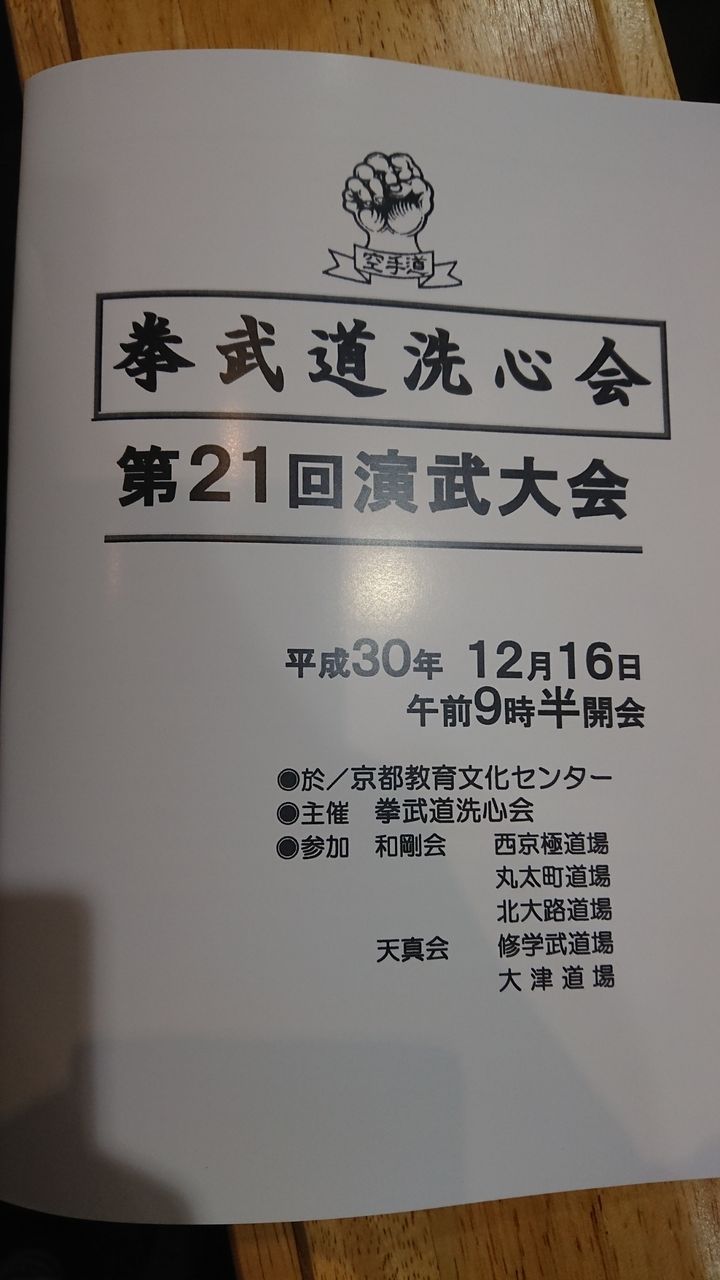 空手道
拳武道洗心会
第21回演武大会
平成30年 12月16日
午前9時半開会
◉於／京都教育文化センター
◉主催 拳武道洗心会
◉参加 和剛会 西京極道場
丸太町道場
北大路道場
天真会 修学武道場
大津道場